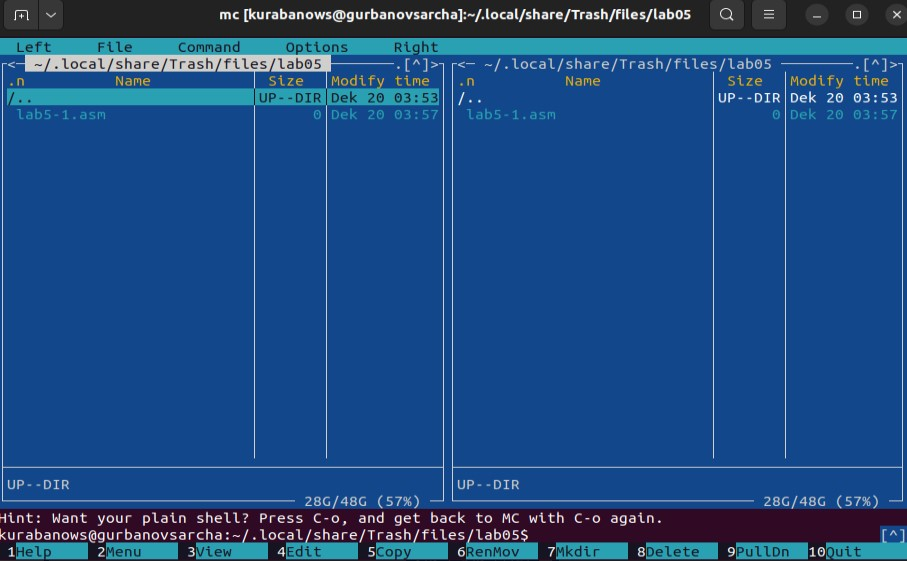 mc [kurabanows@gurbanovsarcha]:~/.local/share/Trash/files/lab05
Left File Command Options Right
<─ ~/.local/share/Trash/files/lab05 .[^]>
.n Name Size Modify time
/.. UP--DIR Dek 20 03:53
lab5-1.asm 0 Dek 20 03:57
UP--DIR
28G/48G (57%)
<─ ~/.local/share/Trash/files/lab05 .[^]>
.n Name Size Modify time
/.. UP--DIR Dek 20 03:53
lab5-1.asm 0 Dek 20 03:57
UP--DIR
28G/48G (57%)
Hint: Want your plain shell? Press C-o, and get back to MC with C-o again.
kurabanows@gurbanovsarcha:~/.local/share/Trash/files/lab05$ [^]
1Help 2Menu 3View 4Edit 5Copy 6RenMov 7Mkdir 8Delete 9PullDn 10Quit